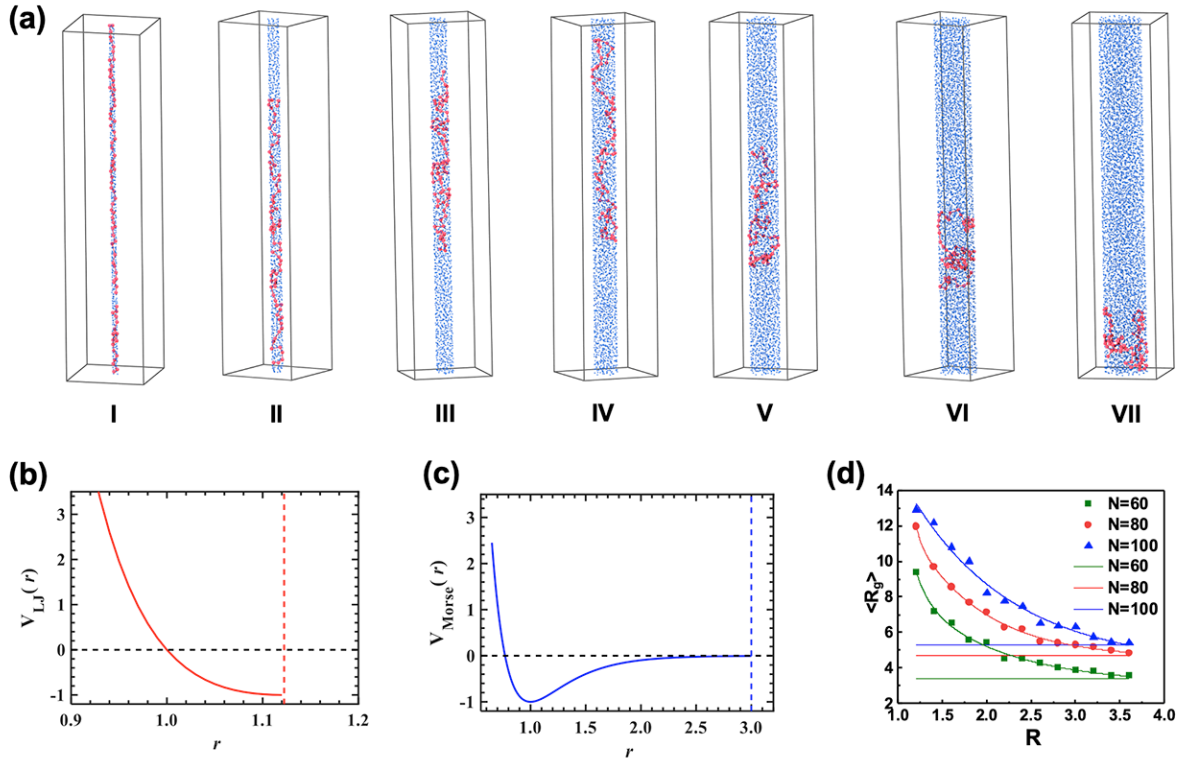 (a)
I II III IV V VI VII
(b)
V_LJ(r)
3
2
1
0
-1
0.9 1.0 1.1 1.2
r
(c)
V_Morse(r)
3
2
1
0
-1
1.0 1.5 2.0 2.5 3.0
r
(d)
<R_g>
14
12
10
8
6
4
2
0
1.0 1.5 2.0 2.5 3.0 3.5 4.0
R
N=60
N=80
N=100
N=60
N=80
N=100